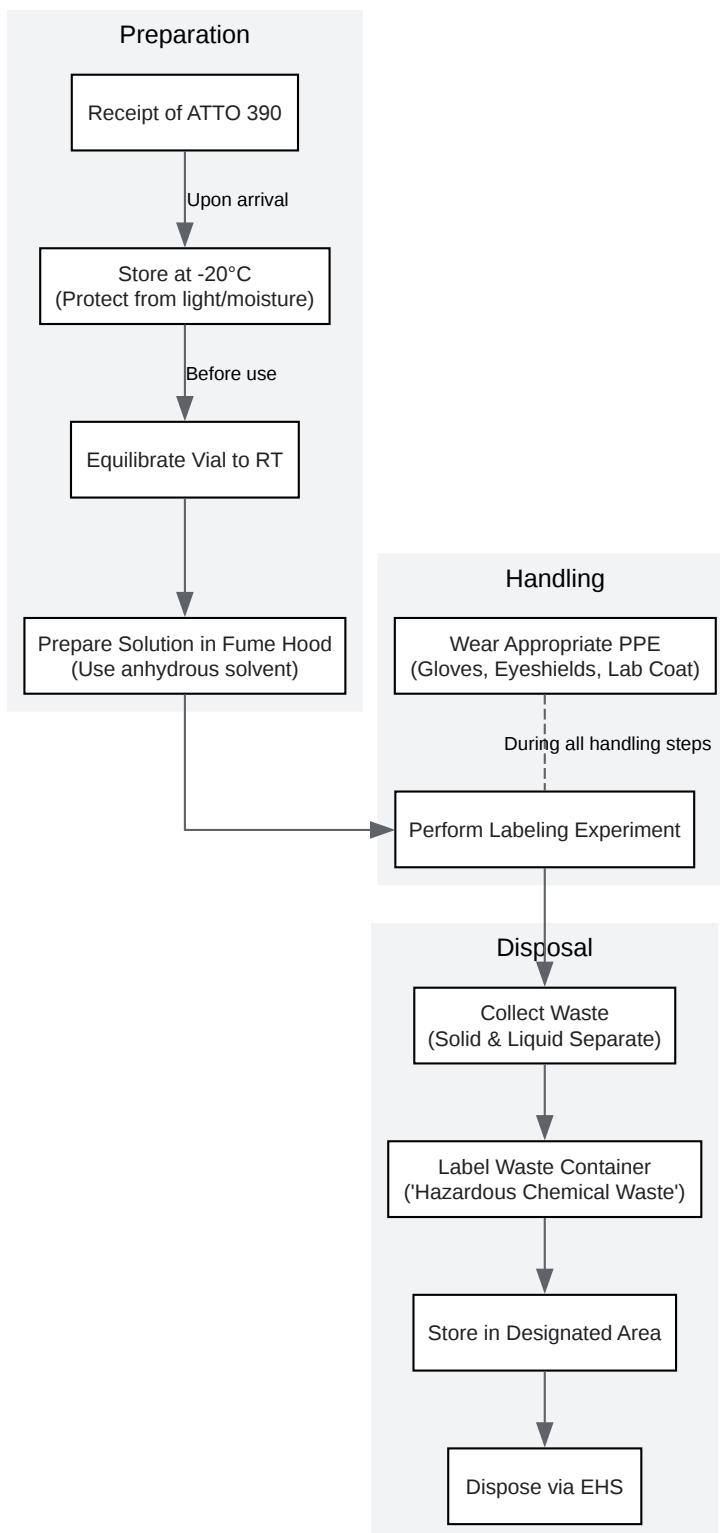 Preparation
Receipt of ATTO 390
Upon arrival
Store at -20°C
(Protect from light/moisture)
Before use
Equilibrate Vial to RT
Prepare Solution in Fume Hood
(Use anhydrous solvent)
Handling
Wear Appropriate PPE
(Gloves, Eyeshields, Lab Coat)
During all handling steps
Perform Labeling Experiment
Disposal
Collect Waste
(Solid & Liquid Separate)
Label Waste Container
('Hazardous Chemical Waste')
Store in Designated Area
Dispose via EHS